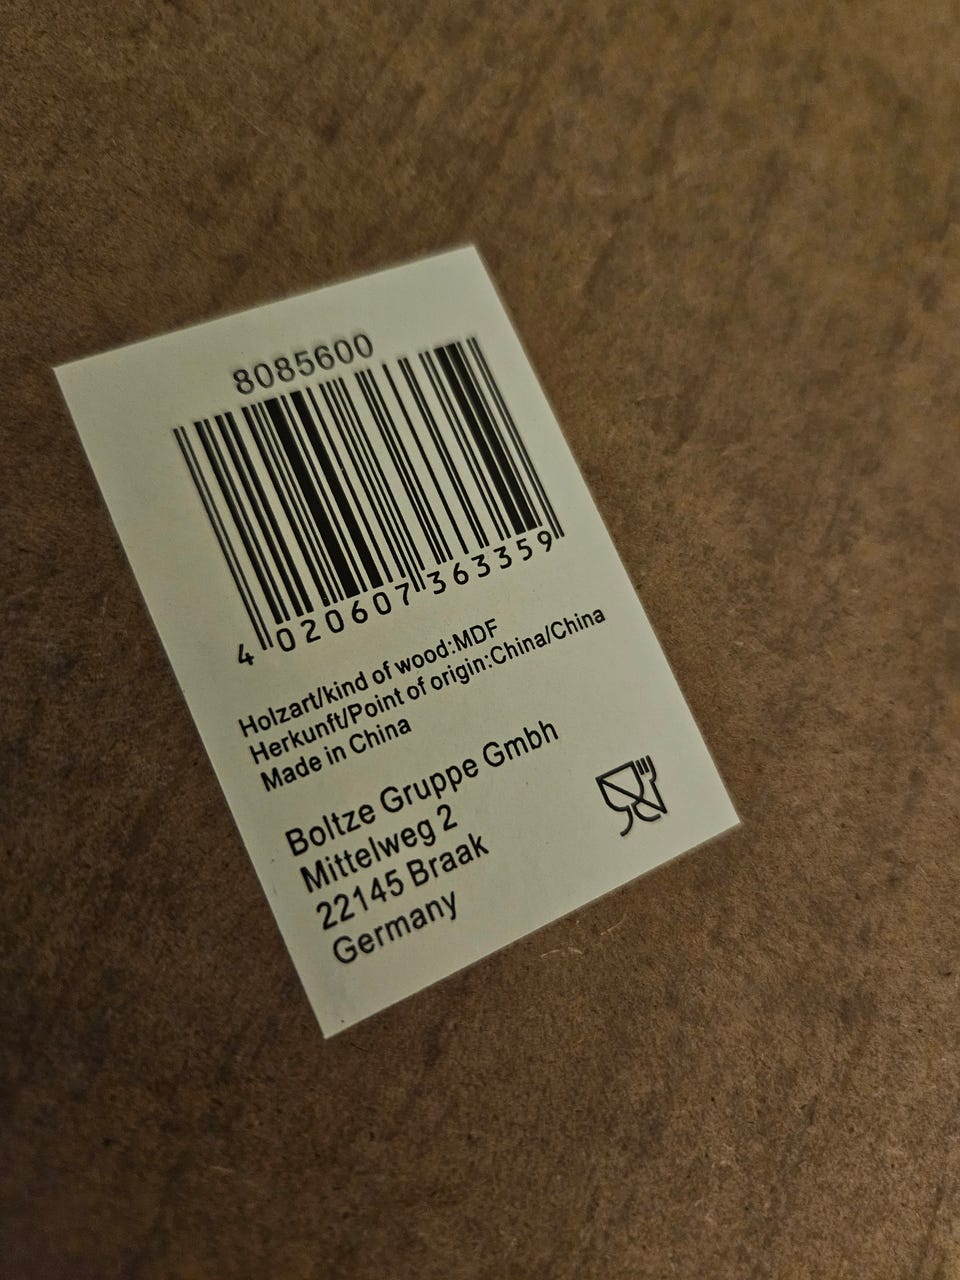 8085600
4 020607 363359
Holzart/kind of wood:MDF
Herkunft/Point of origin:China/China
Made in China
Boltze Gruppe Gmbh
Mittelweg 2
22145 Braak
Germany